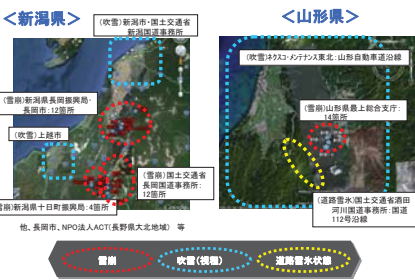 ＜新潟県＞
（吹雪）新潟市・国土交通省
新潟国道事務所
（雪崩）新潟県長岡振興局・
長岡市：12箇所
（吹雪）上越市
（雪崩）国土交通省
長岡国道事務所：
12箇所
（雪崩）新潟県十日町振興局：4箇所
他、長岡市、NPO法人ACT(長野県大北地域)　等
＜山形県＞
（吹雪）ネクスコ・メンテナンス東北：山形自動車道沿線
（雪崩）山形県最上総合支庁：
14箇所
（道路雪氷）国土交通省酒田
河川国道事務所：国道
112号沿線
雪崩
吹雪（視程）
道路雪氷状態